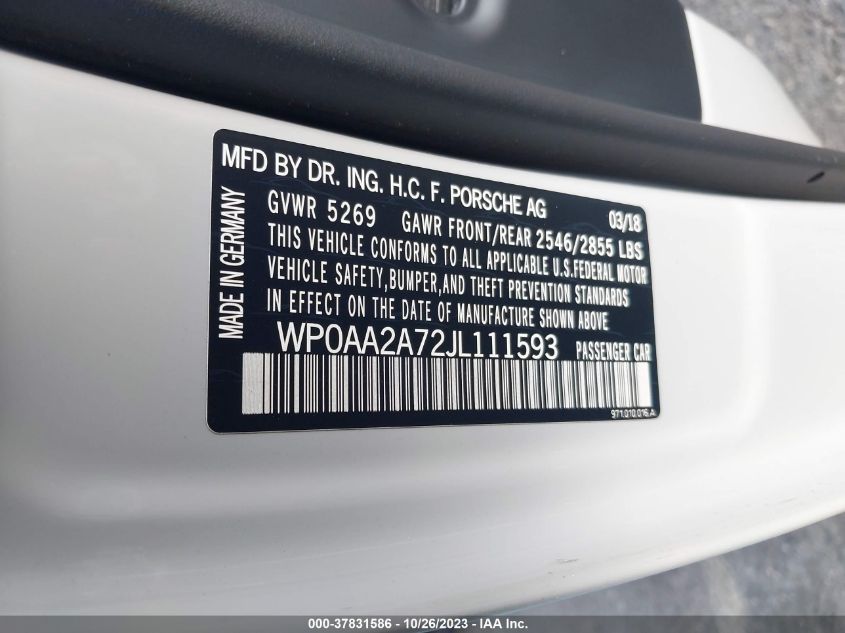 MFD BY DR. ING. H.C. F. PORSCHE AG 03/18
GVWR 5269 GAWR FRONT/REAR 2546/2855 LBS
THIS VEHICLE CONFORMS TO ALL APPLICABLE U.S.FEDERAL MOTOR
VEHICLE SAFETY,BUMPER,AND THEFT PREVENTION STANDARDS
IN EFFECT ON THE DATE OF MANUFACTURE SHOWN ABOVE
WP0AA2A72JL111593 PASSENGER CAR
971.010.016.A
MADE IN GERMANY
000-37831586 - 10/26/2023 - IAA Inc.